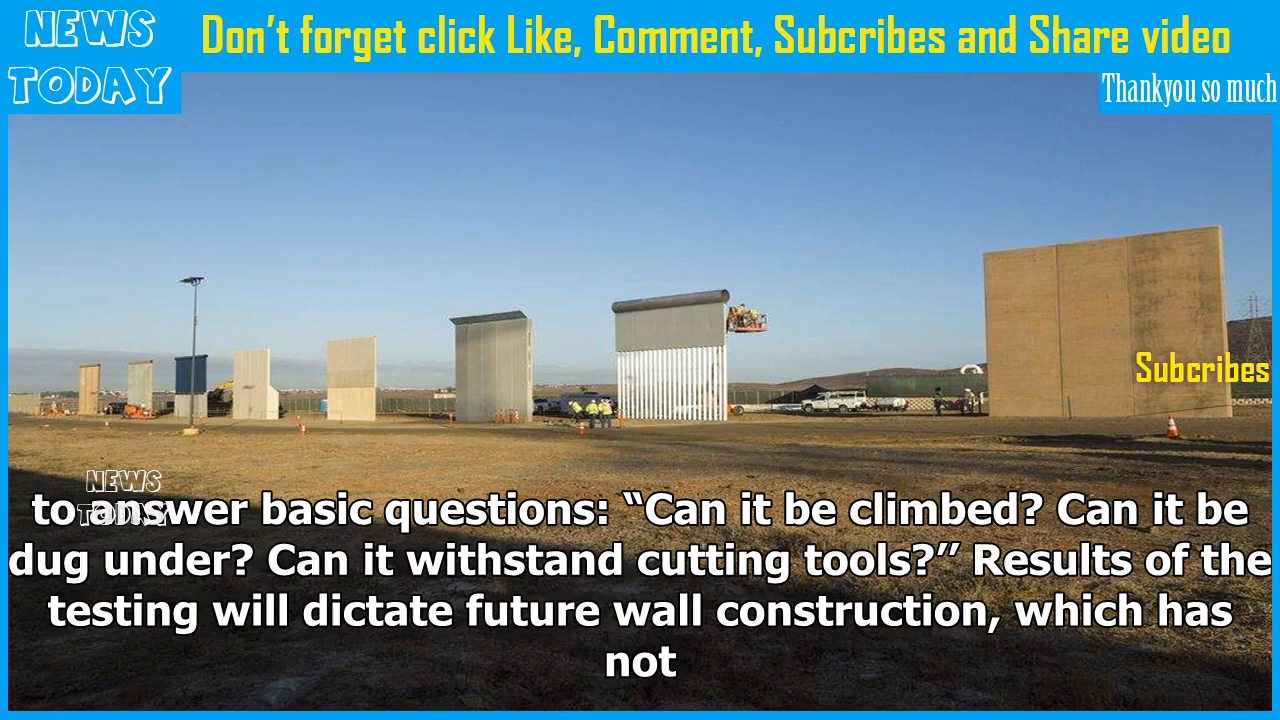 NEWS
TODAY
Don't forget click Like, Comment, Subcribes and Share video
Thankyou so much
Subcribes
NEWS
TODAY
to answer basic questions: “Can it be climbed? Can it be
dug under? Can it withstand cutting tools?” Results of the
testing will dictate future wall construction, which has
not